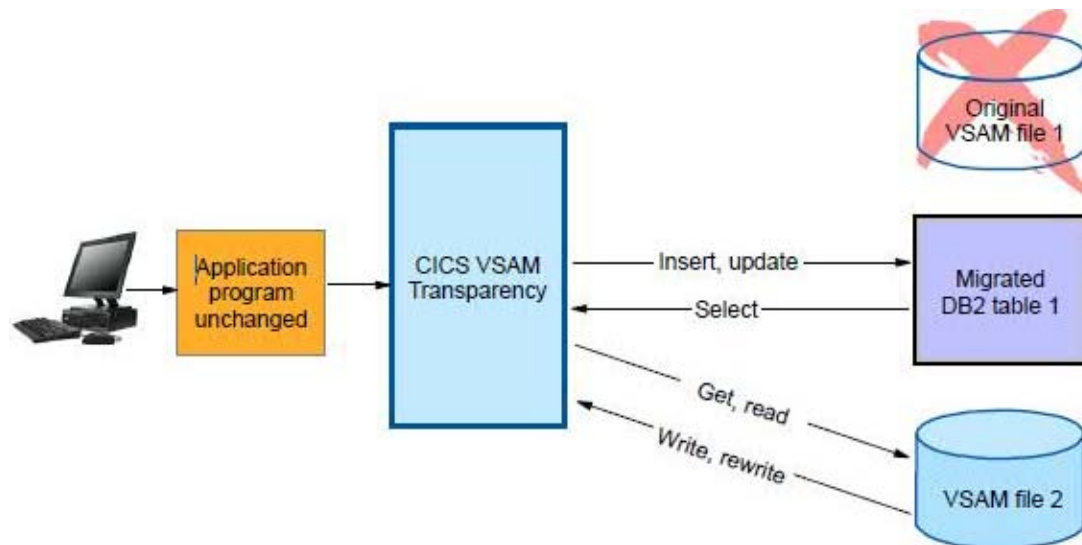 Original
VSAM file 1
Application
program
unchanged
CICS VSAM
Transparency
Insert, update
Select
Migrated
DB2 table 1
Get, read
Write, rewrite
VSAM file 2